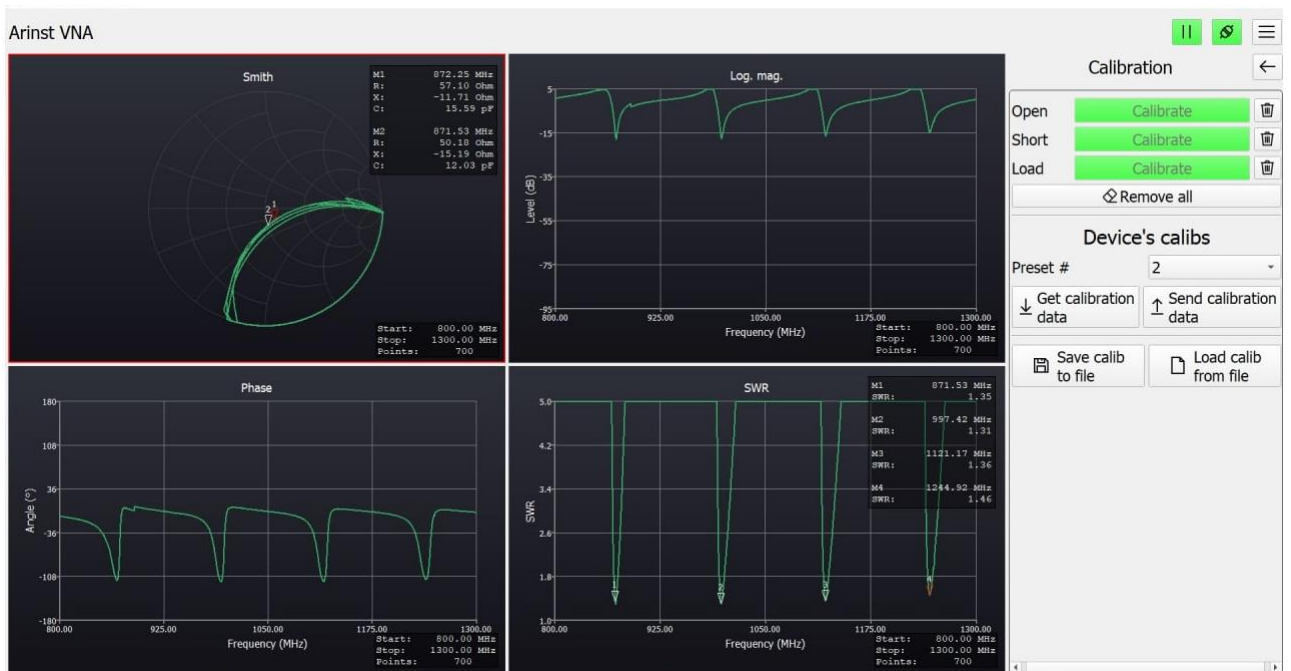 Arinst VNA
Smith
M1 872.25 MHz
R: 57.10 Ohm
X: -11.71 Ohm
C: 15.59 pF
M2 871.53 MHz
R: 50.18 Ohm
X: -15.19 Ohm
C: 12.03 pF
2 1
Start: 800.00 MHz
Stop: 1300.00 MHz
Points: 700
Log. mag.
Level (dB)
5
-15
-35
-55
-75
-95
800.00 925.00 1050.00 1175.00 1300.00
Frequency (MHz)
Start: 800.00 MHz
Stop: 1300.00 MHz
Points: 700
Phase
Angle (°)
180
108
36
-36
-108
-180
800.00 925.00 1050.00 1175.00 1300.00
Frequency (MHz)
Start: 800.00 MHz
Stop: 1300.00 MHz
Points: 700
SWR
M1 871.53 MHz
SWR: 1.35
M2 997.42 MHz
SWR: 1.31
M3 1121.17 MHz
SWR: 1.36
M4 1244.92 MHz
SWR: 1.46
SWR
5.0
4.2
3.4
2.6
1.8
1.0
1 2 3 4
800.00 925.00 1050.00 1175.00 1300.00
Frequency (MHz)
Start: 800.00 MHz
Stop: 1300.00 MHz
Points: 700
Calibration
Open Calibrate
Short Calibrate
Load Calibrate
Remove all
Device's calibs
Preset # 2
Get calibration
data
Send calibration
data
Save calib
to file
Load calib
from file